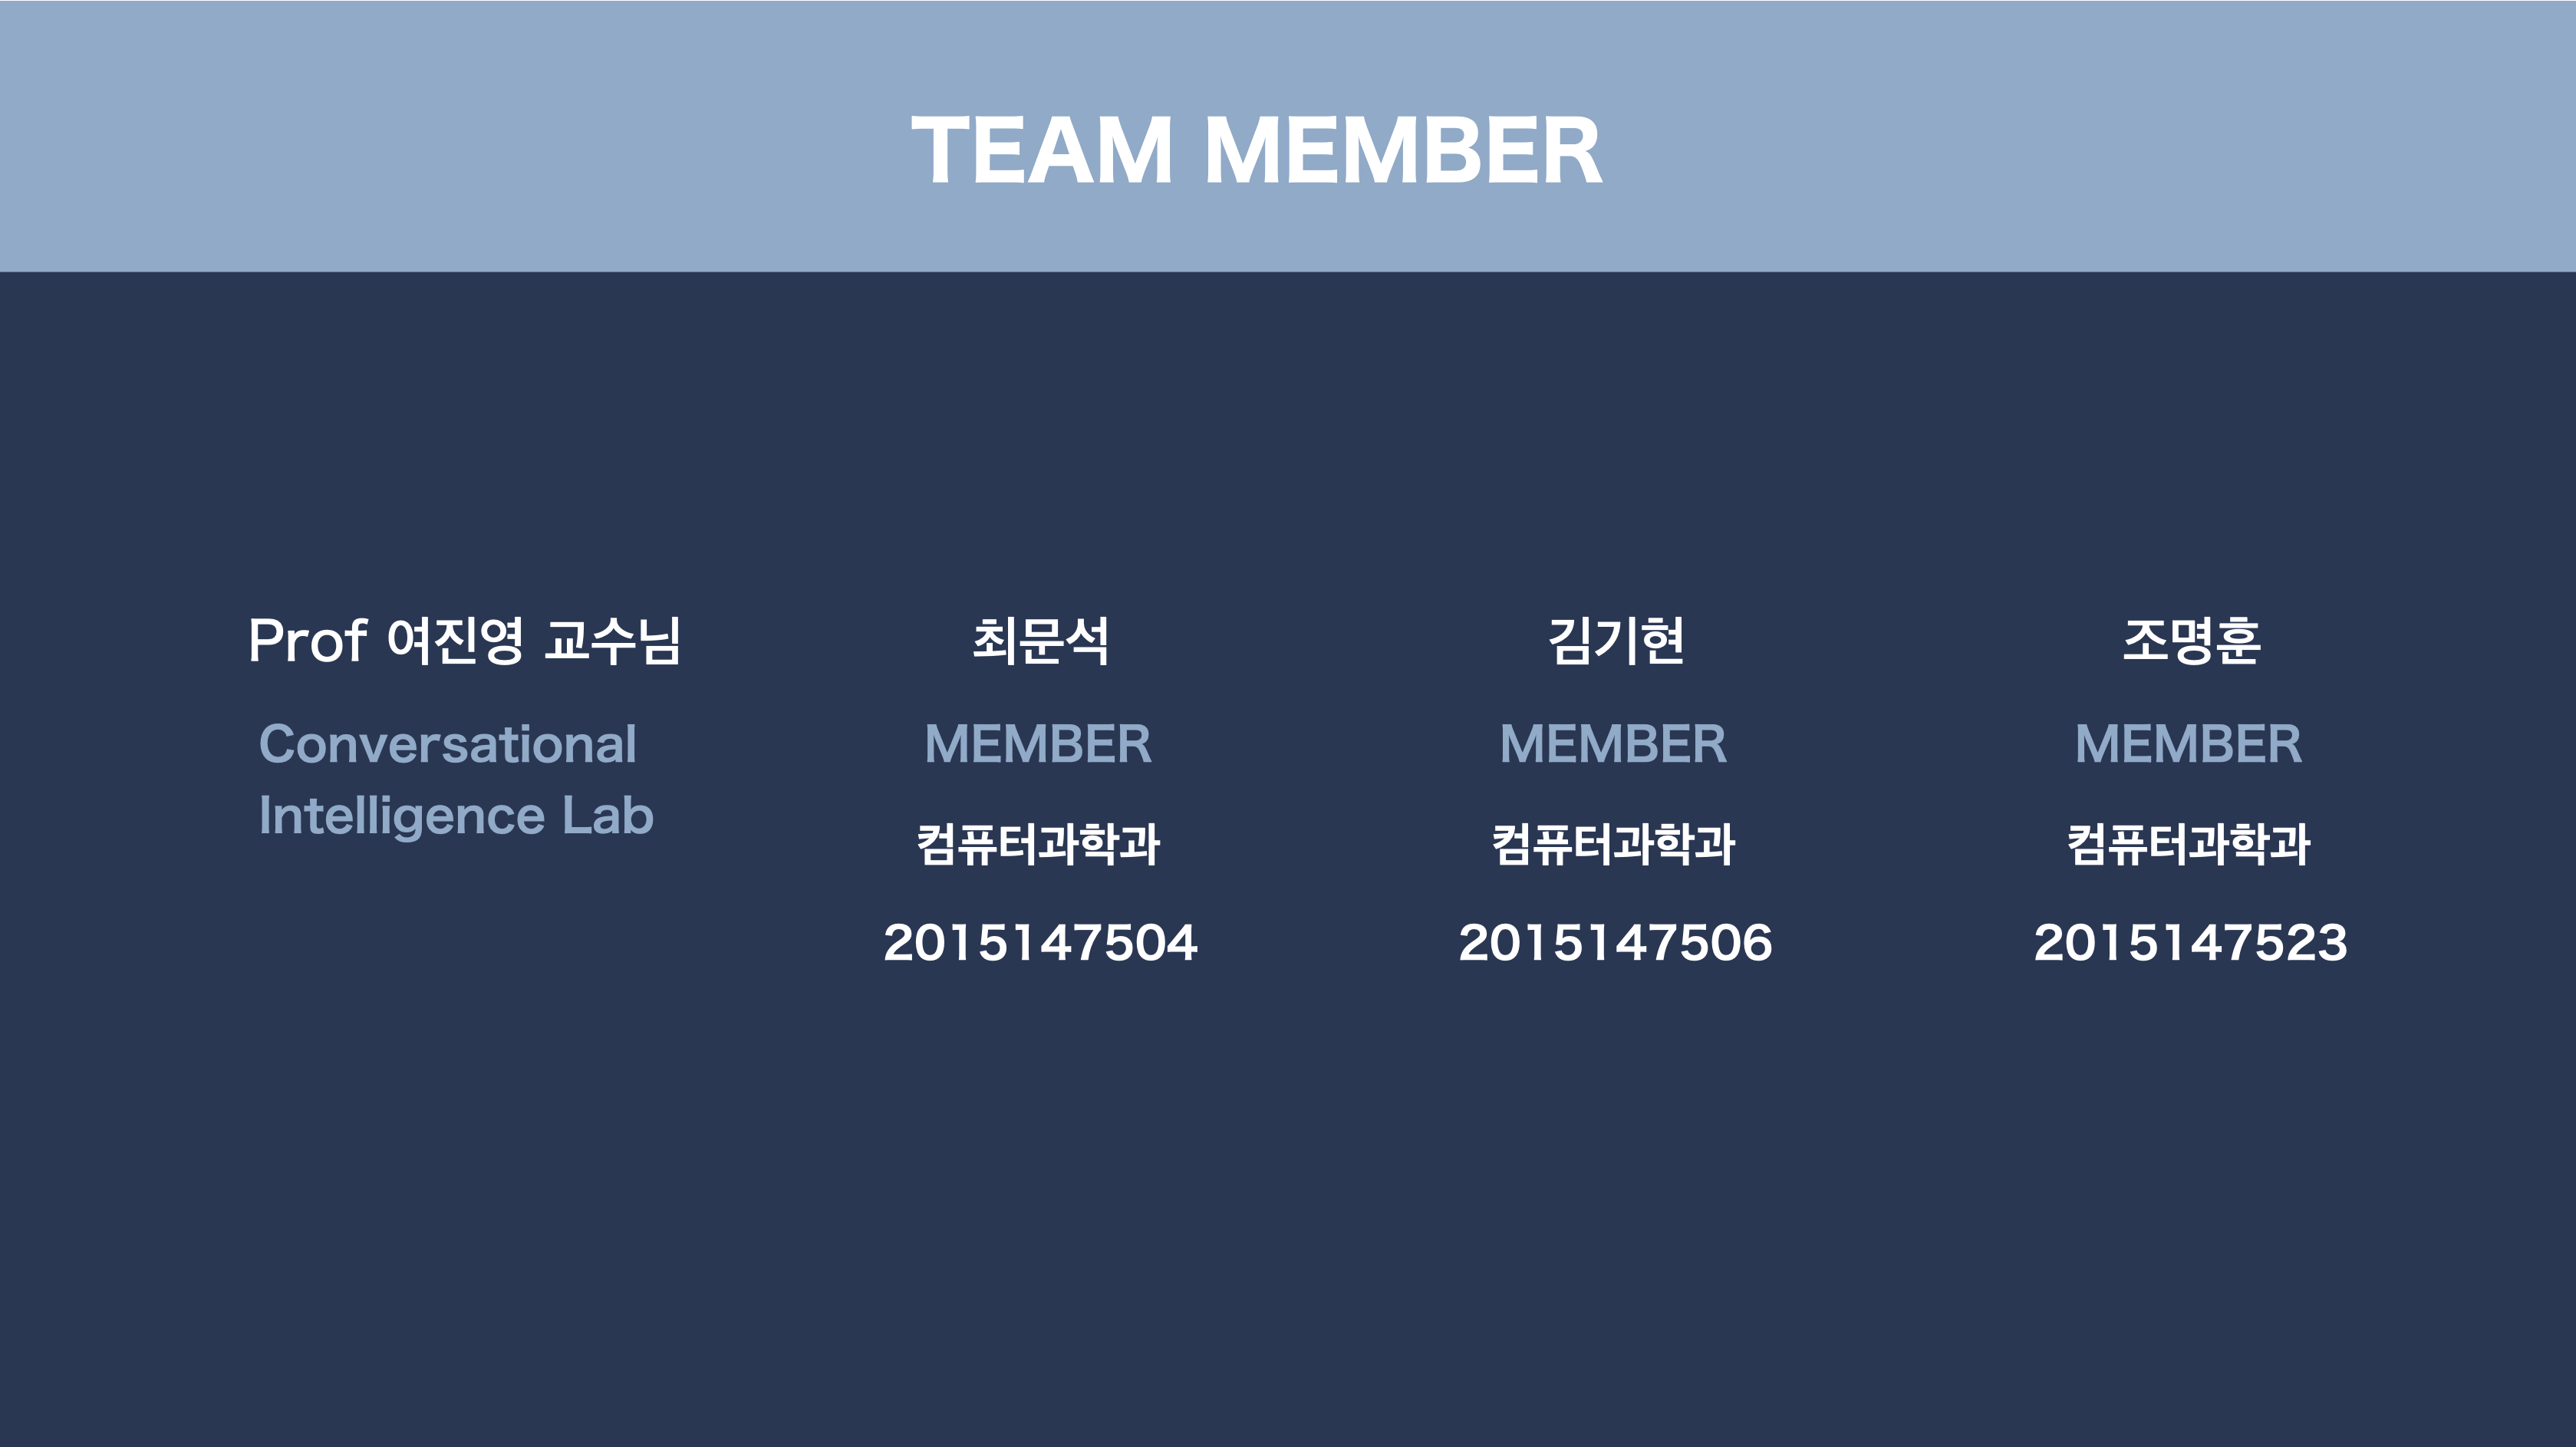 TEAM MEMBER
Prof 여진영 교수님
Conversational
Intelligence Lab
최문석
MEMBER
컴퓨터과학과
2015147504
김기현
MEMBER
컴퓨터과학과
2015147506
조명훈
MEMBER
컴퓨터과학과
2015147523